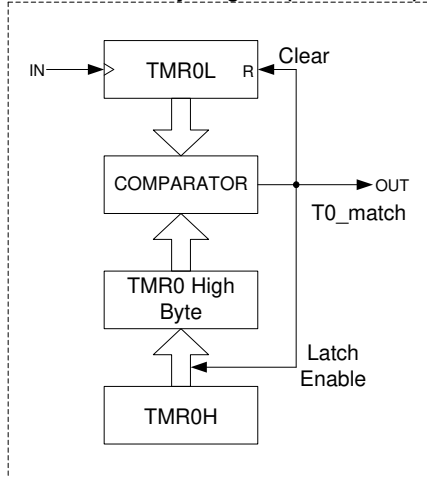 TMR0L
IN
R
Clear
COMPARATOR
OUT
T0_match
TMR0 High
Byte
Latch
Enable
TMR0H